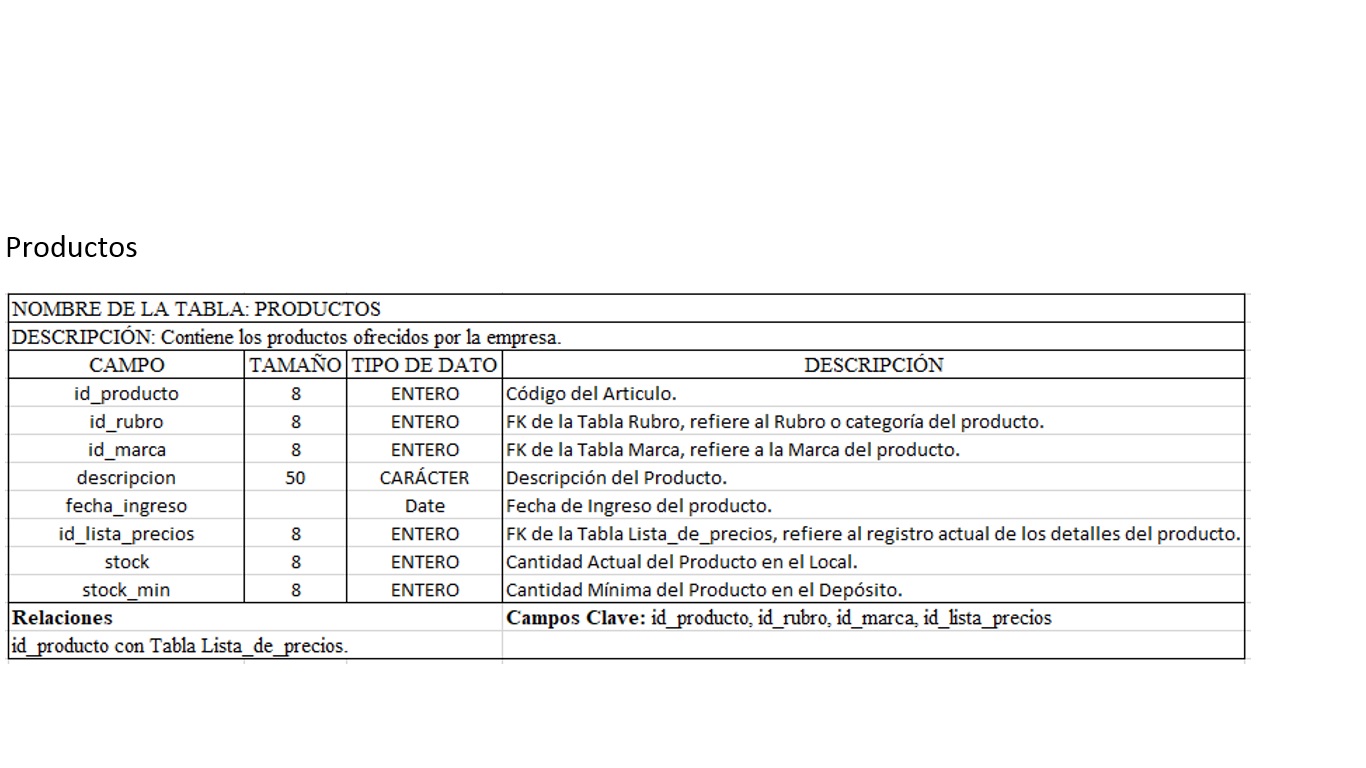 Productos
NOMBRE DE LA TABLA: PRODUCTOS
DESCRIPCIÓN: Contiene los productos ofrecidos por la empresa.
CAMPO TAMAÑO TIPO DE DATO DESCRIPCIÓN
id_producto 8 ENTERO Código del Articulo.
id_rubro 8 ENTERO FK de la Tabla Rubro, refiere al Rubro o categoría del producto.
id_marca 8 ENTERO FK de la Tabla Marca, refiere a la Marca del producto.
descripcion 50 CARÁCTER Descripción del Producto.
fecha_ingreso Date Fecha de Ingreso del producto.
id_lista_precios 8 ENTERO FK de la Tabla Lista_de_precios, refiere al registro actual de los detalles del producto.
stock 8 ENTERO Cantidad Actual del Producto en el Local.
stock_min 8 ENTERO Cantidad Mínima del Producto en el Depósito.
Relaciones Campos Clave: id_producto, id_rubro, id_marca, id_lista_precios
id_producto con Tabla Lista_de_precios.